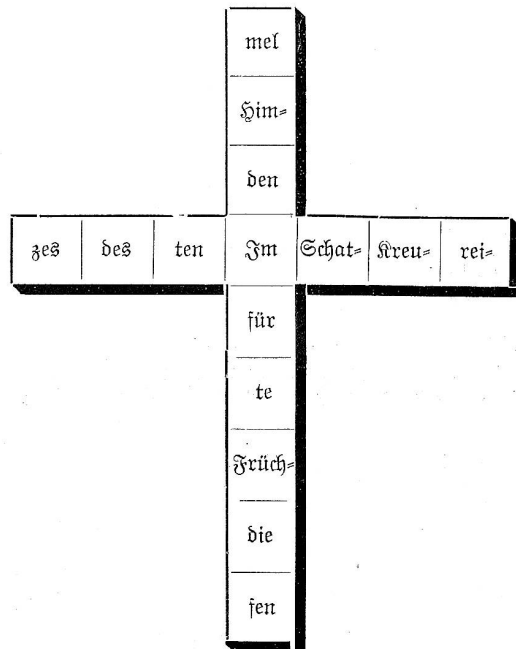 mel
Him-
den
zes des ten Im Schat- Kreu- rei-
für
te
Früch-
die
fen